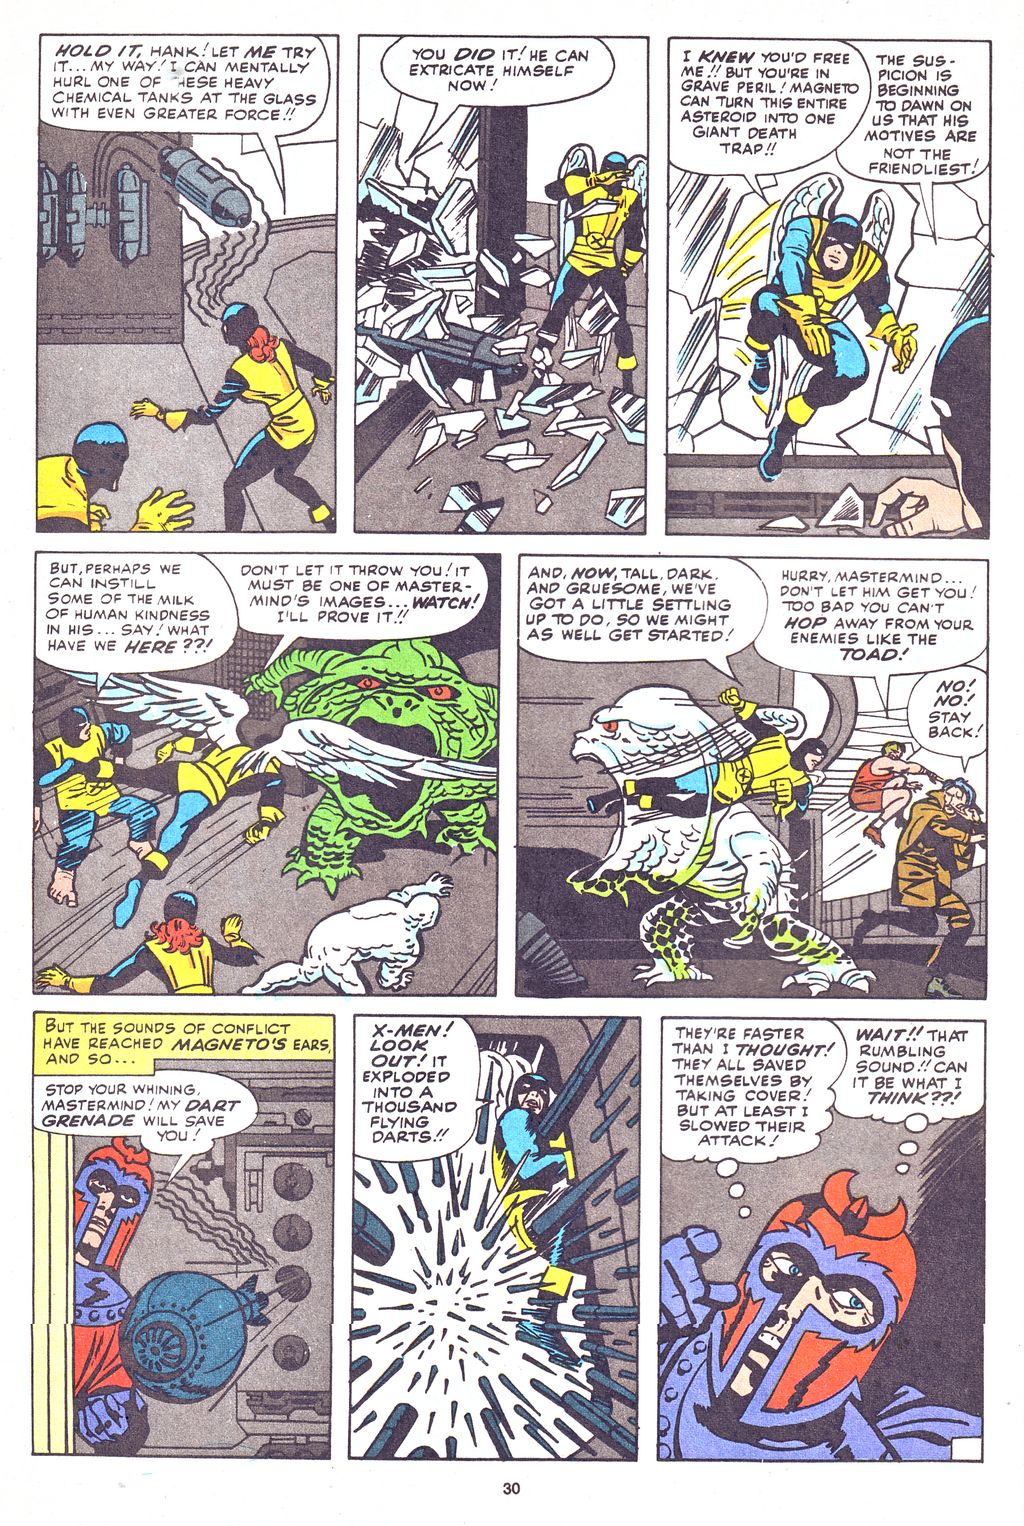 HOLD IT, HANK! LET ME TRY
IT... MY WAY! I CAN MENTALLY
HURL ONE OF HESE HEAVY
CHEMICAL TANKS AT THE GLASS
WITH EVEN GREATER FORCE!!
YOU DID IT! HE CAN
EXTRICATE HIMSELF
NOW!
I KNEW YOU'D FREE
ME!! BUT YOU'RE IN
GRAVE PERIL! MAGNETO
CAN TURN THIS ENTIRE
ASTEROID INTO ONE
GIANT DEATH
TRAP!!
THE SUS-
PICION IS
BEGINNING
TO DAWN ON
US THAT HIS
MOTIVES ARE
NOT THE
FRIENDLIEST!
BUT, PERHAPS WE
CAN INSTILL
SOME OF THE MILK
OF HUMAN KINDNESS
IN HIS... SAY! WHAT
HAVE WE HERE??!
DON'T LET IT THROW YOU! IT
MUST BE ONE OF MASTER-
MIND'S IMAGES... WATCH!
I'LL PROVE IT!!
AND, NOW, TALL, DARK,
AND GRUESOME, WE'VE
GOT A LITTLE SETTLING
UP TO DO, SO WE MIGHT
AS WELL GET STARTED!
HURRY, MASTERMIND...
DON'T LET HIM GET YOU!
TOO BAD YOU CAN'T
HOP AWAY FROM YOUR
ENEMIES LIKE THE
TOAD!
NO!
NO!
STAY
BACK!
BUT THE SOUNDS OF CONFLICT
HAVE REACHED MAGNETO'S EARS,
AND SO...
STOP YOUR WHINING,
MASTERMIND! MY DART
GRENADE WILL SAVE
YOU!
X-MEN!
LOOK
OUT! IT
EXPLODED
INTO A
THOUSAND
FLYING
DARTS!!
THEY'RE FASTER
THAN I THOUGHT!
THEY ALL SAVED
THEMSELVES BY
TAKING COVER!
BUT AT LEAST I
SLOWED THEIR
ATTACK!
WAIT!! THAT
RUMBLING
SOUND!! CAN
IT BE WHAT I
THINK??!
30